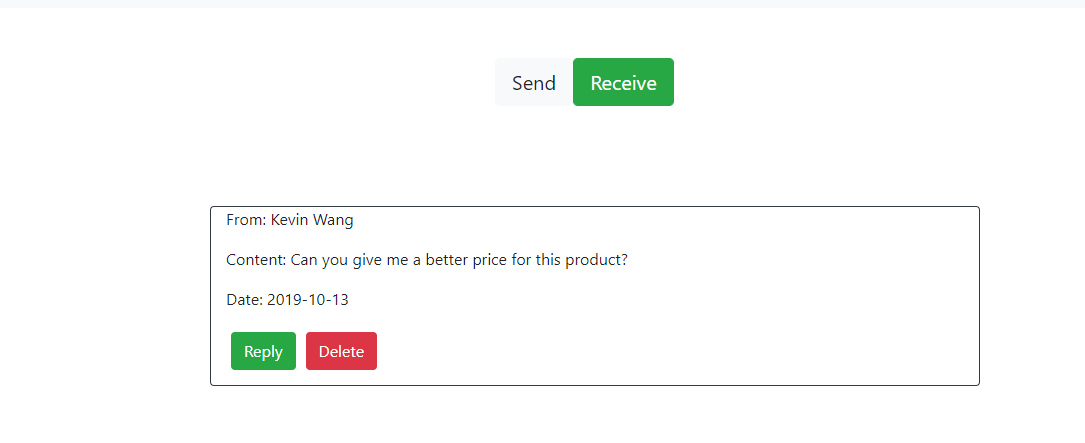 Send Receive
From: Kevin Wang
Content: Can you give me a better price for this product?
Date: 2019-10-13
Reply Delete